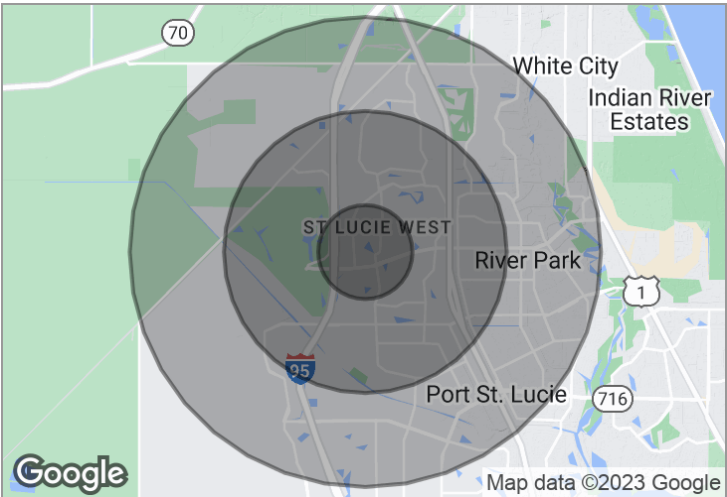 70
White City
Indian River
Estates
ST LUCIE WEST
River Park
1
95
Port St. Lucie
716
Google
Map data ©2023 Google